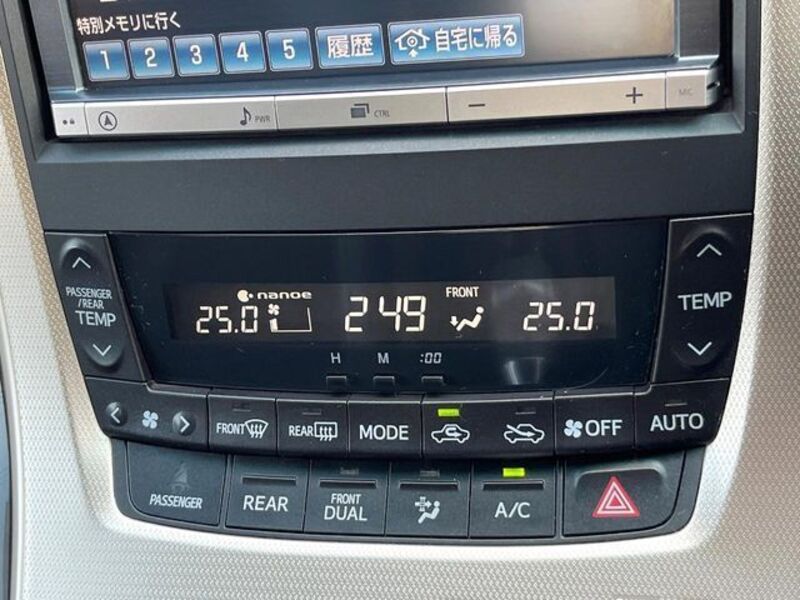 特別メモリに行く
1 2 3 4 5 履歴 自宅に帰る
PWR CTRL − + MIC
PASSENGER
/REAR
TEMP
nanoe
25.0 249 FRONT 25.0
TEMP
H M :00
FRONT REAR MODE OFF AUTO
PASSENGER REAR FRONT
DUAL A/C